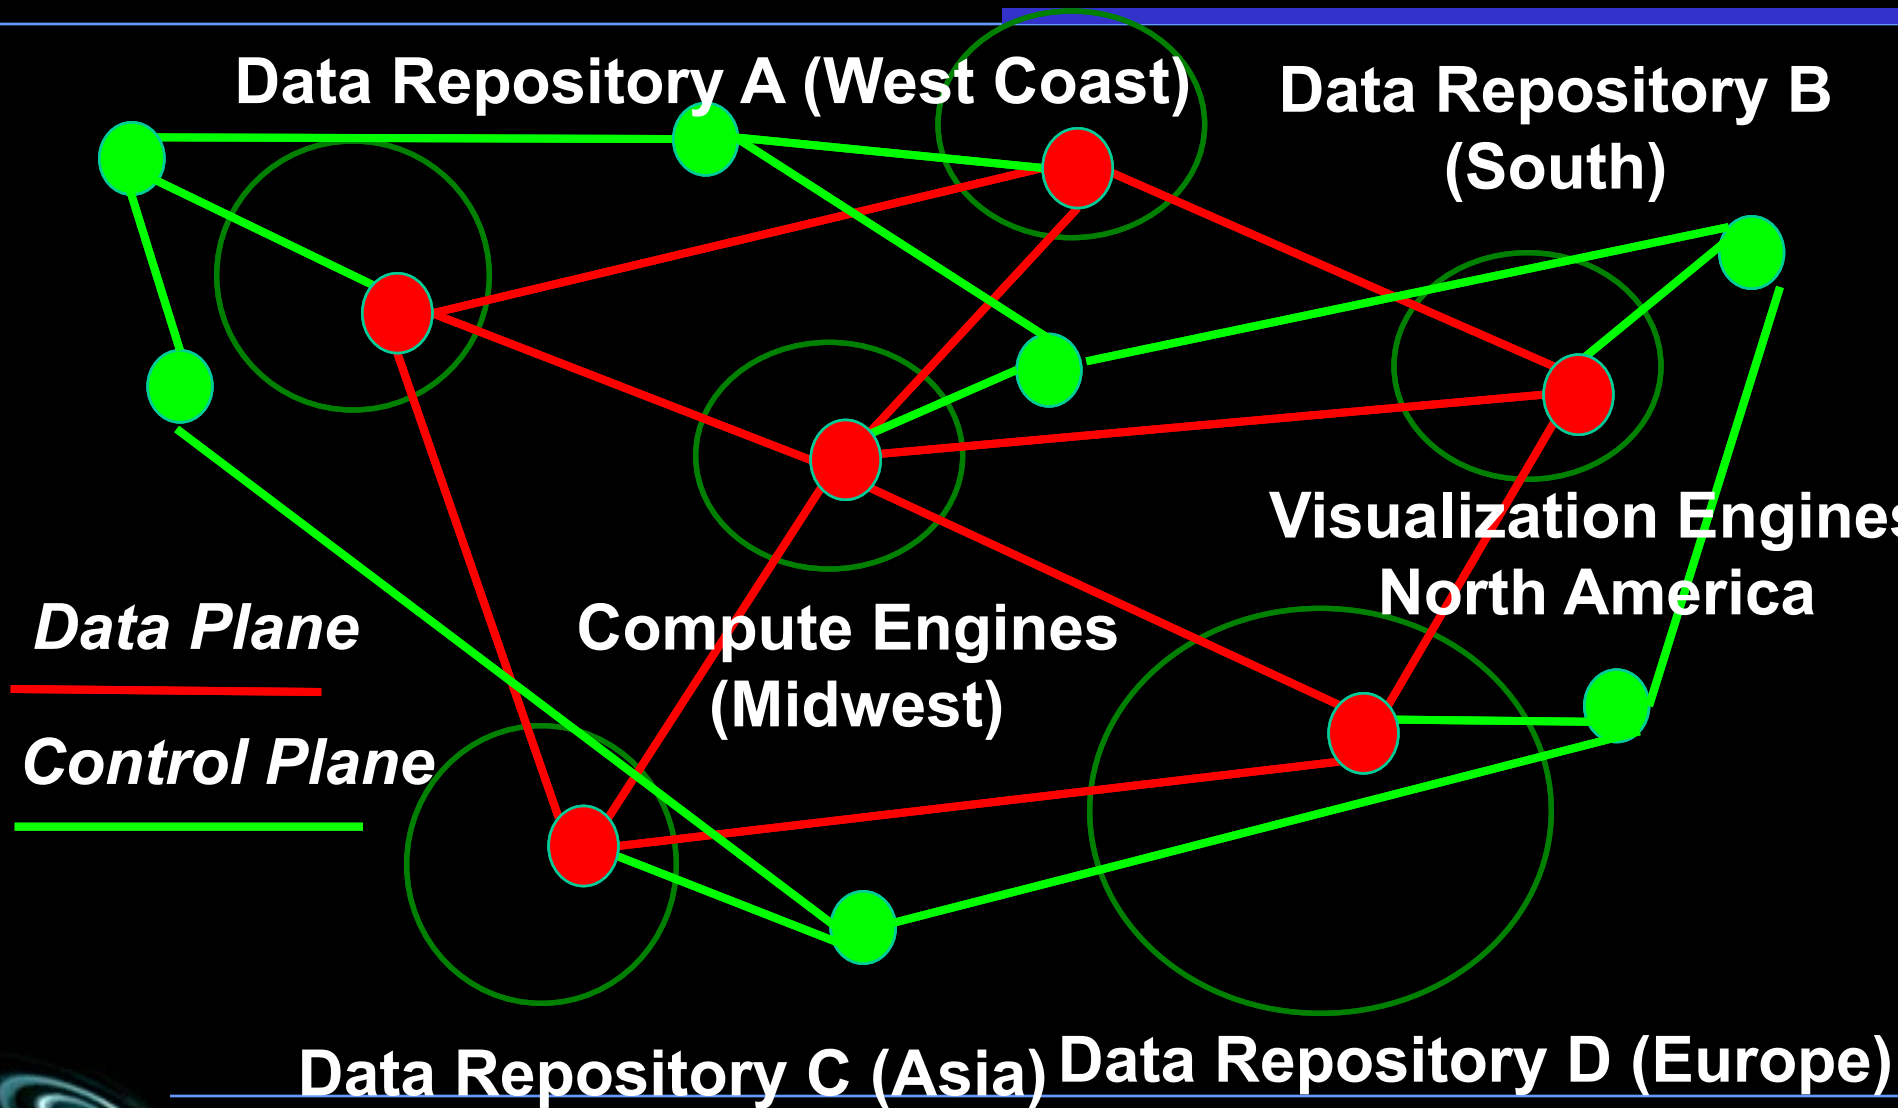 Data Repository A (West Coast)
Data Repository B
(South)
Visualization Engines
North America
Data Plane
Compute Engines
(Midwest)
Control Plane
Data Repository C (Asia)
Data Repository D (Europe)